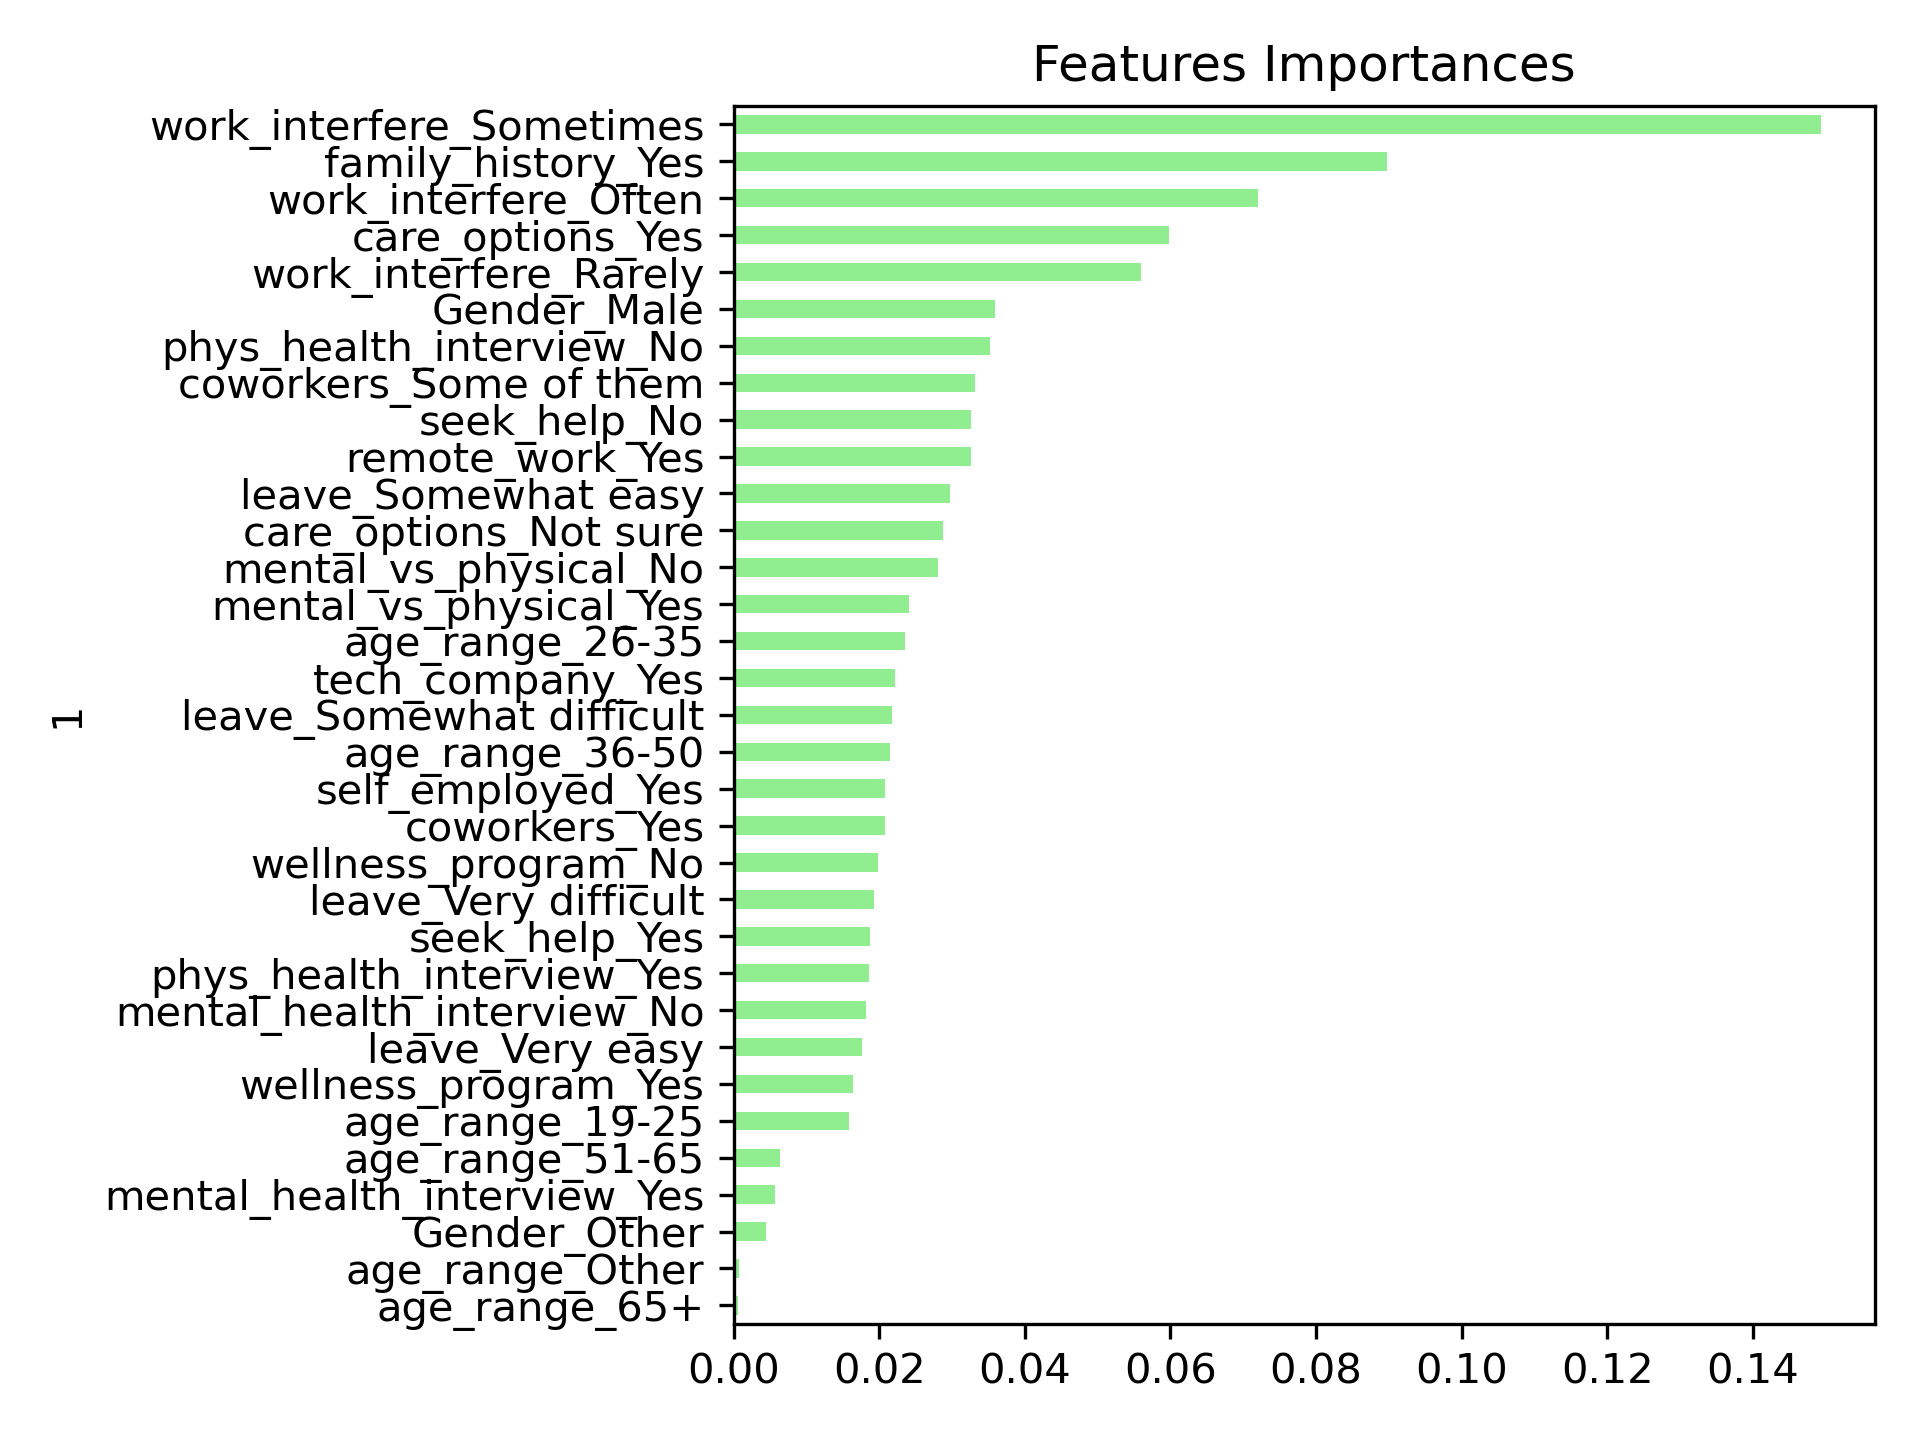 Features Importances
work_interfere_Sometimes
family_history_Yes
work_interfere_Often
care_options_Yes
work_interfere_Rarely
Gender_Male
phys_health_interview_No
coworkers_Some of them
seek_help_No
remote_work_Yes
leave_Somewhat easy
care_options_Not sure
mental_vs_physical_No
mental_vs_physical_Yes
age_range_26-35
tech_company_Yes
leave_Somewhat difficult
age_range_36-50
self_employed_Yes
coworkers_Yes
wellness_program_No
leave_Very difficult
seek_help_Yes
phys_health_interview_Yes
mental_health_interview_No
leave_Very easy
wellness_program_Yes
age_range_19-25
age_range_51-65
mental_health_interview_Yes
Gender_Other
age_range_Other
age_range_65+
1
0.00 0.02 0.04 0.06 0.08 0.10 0.12 0.14